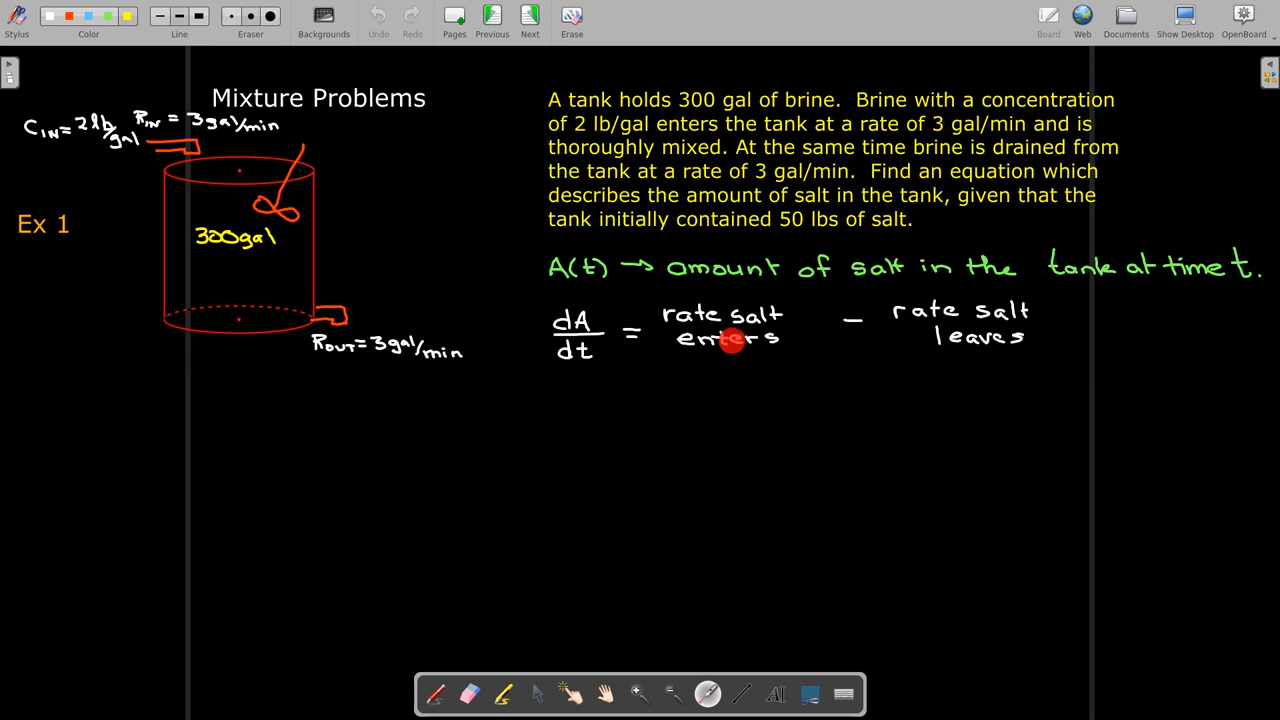 Stylus
Color
Line
Eraser
Backgrounds
Undo
Redo
Pages
Previous
Next
Erase
Board
Web
Documents
Show Desktop
OpenBoard
Mixture Problems
C_IN = 2 lb/gal
R_IN = 3 gal/min
Ex 1
300gal
R_OUT = 3 gal/min
A tank holds 300 gal of brine. Brine with a concentration
of 2 lb/gal enters the tank at a rate of 3 gal/min and is
thoroughly mixed. At the same time brine is drained from
the tank at a rate of 3 gal/min. Find an equation which
describes the amount of salt in the tank, given that the
tank initially contained 50 lbs of salt.
A(t) → amount of salt in the tank at time t.
dA/dt = rate salt enters − rate salt leaves
AI